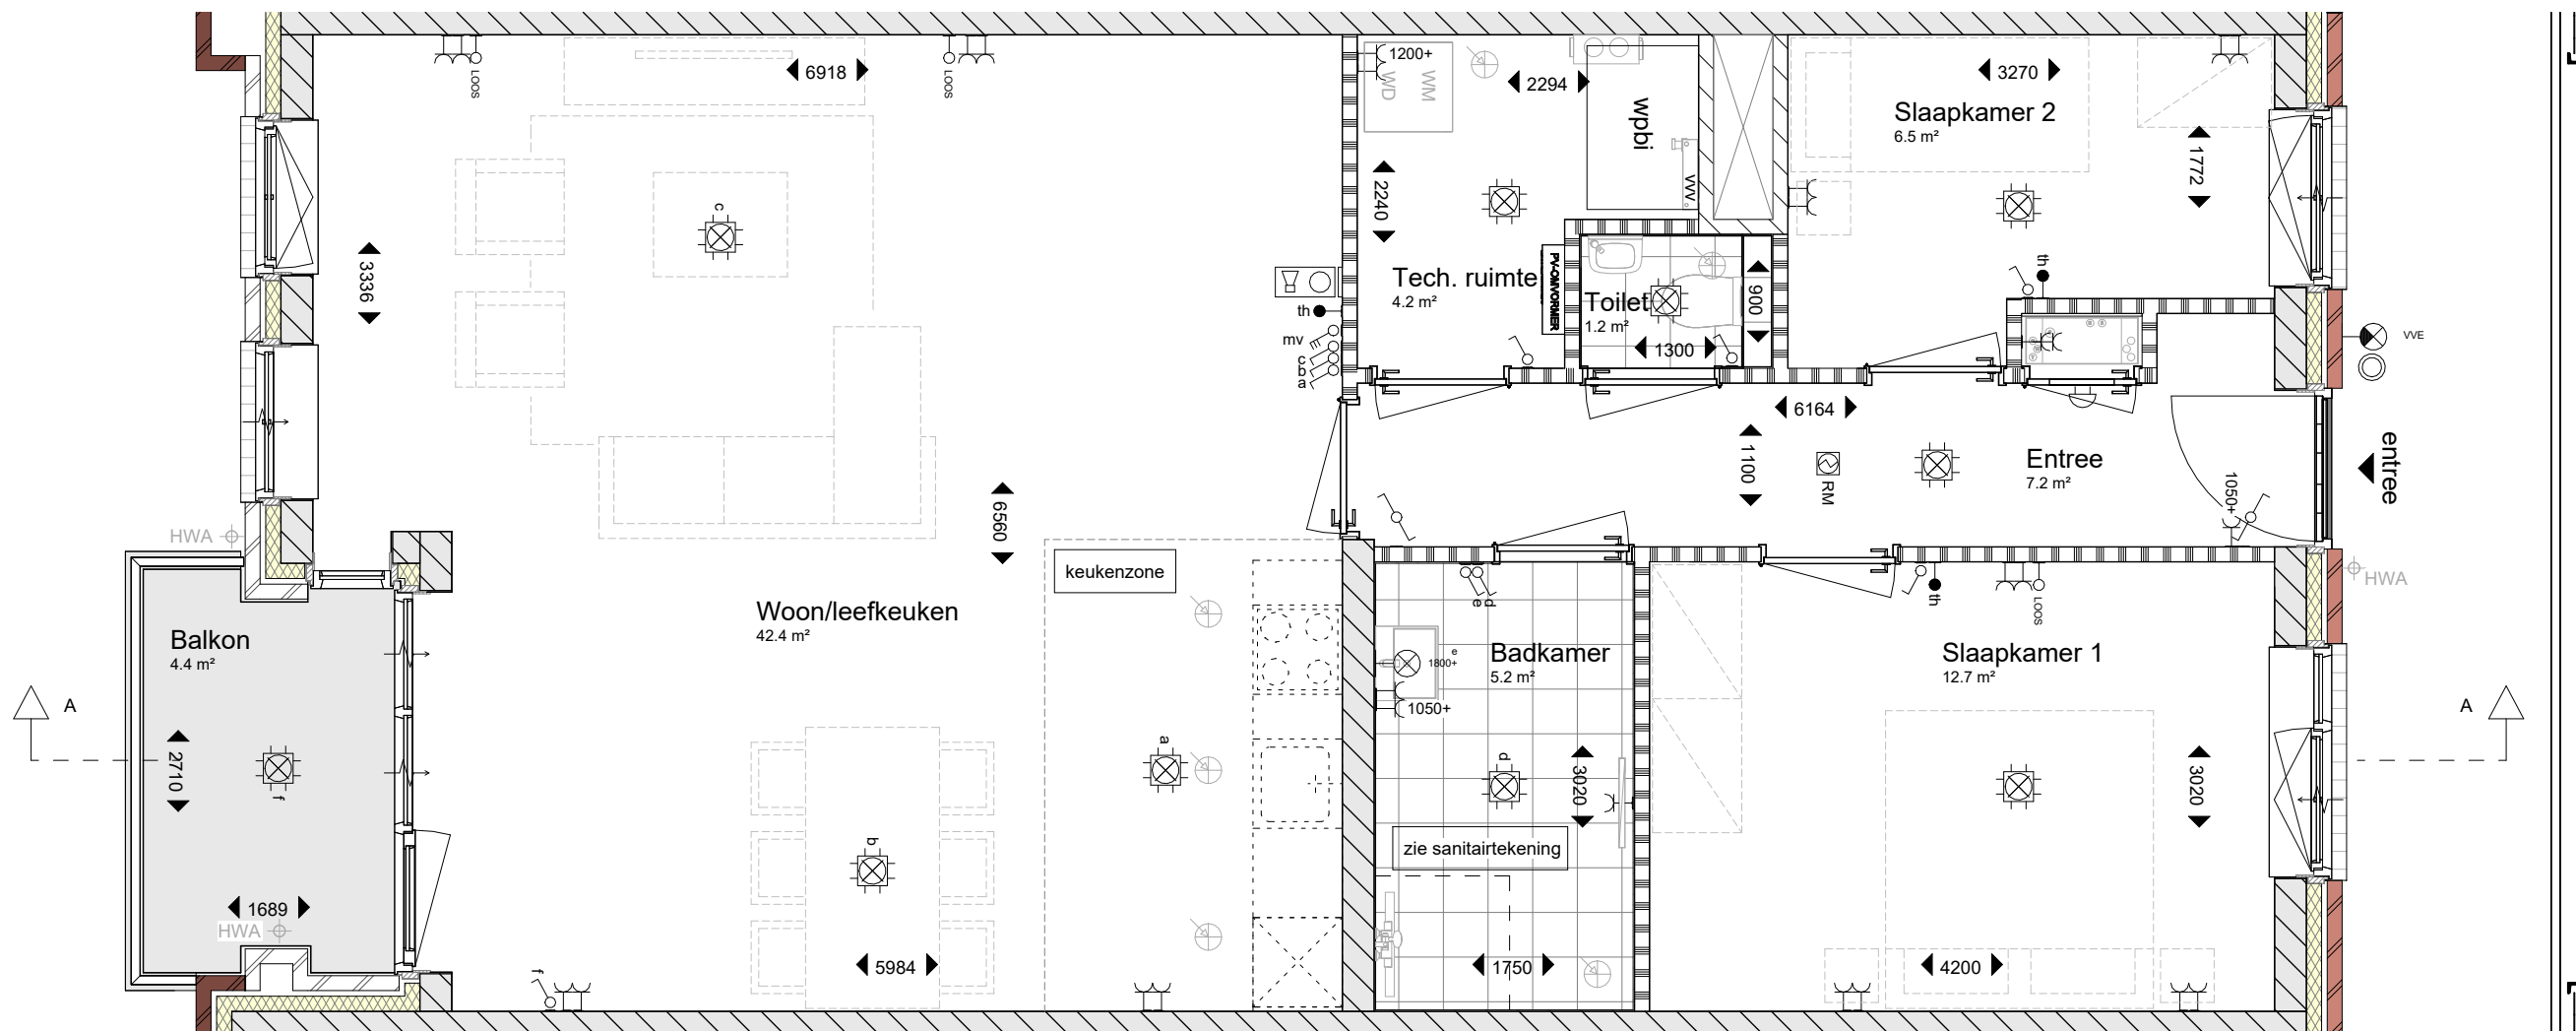 6918
LOOS
LOOS
1200+
WD
WM
2294
Wpbi
VVV
3270
Slaapkamer 2
6.5 m²
1772
c
3336
2240
Tech. ruimte
4.2 m²
PV-OMVORMER
Toilet
1.2 m²
900
1300
th
th
mv
c
b
a
VVE
6164
1100
RM
Entree
7.2 m²
1050+
entree
HWA
6560
keukenzone
HWA
Woon/leefkeuken
42.4 m²
Balkon
4.4 m²
e
d
th
LOOS
e
1800+
Badkamer
5.2 m²
1050+
Slaapkamer 1
12.7 m²
A
A
2710
f
a
d
3020
3020
b
zie sanitairtekening
1689
HWA
f
5984
1750
4200